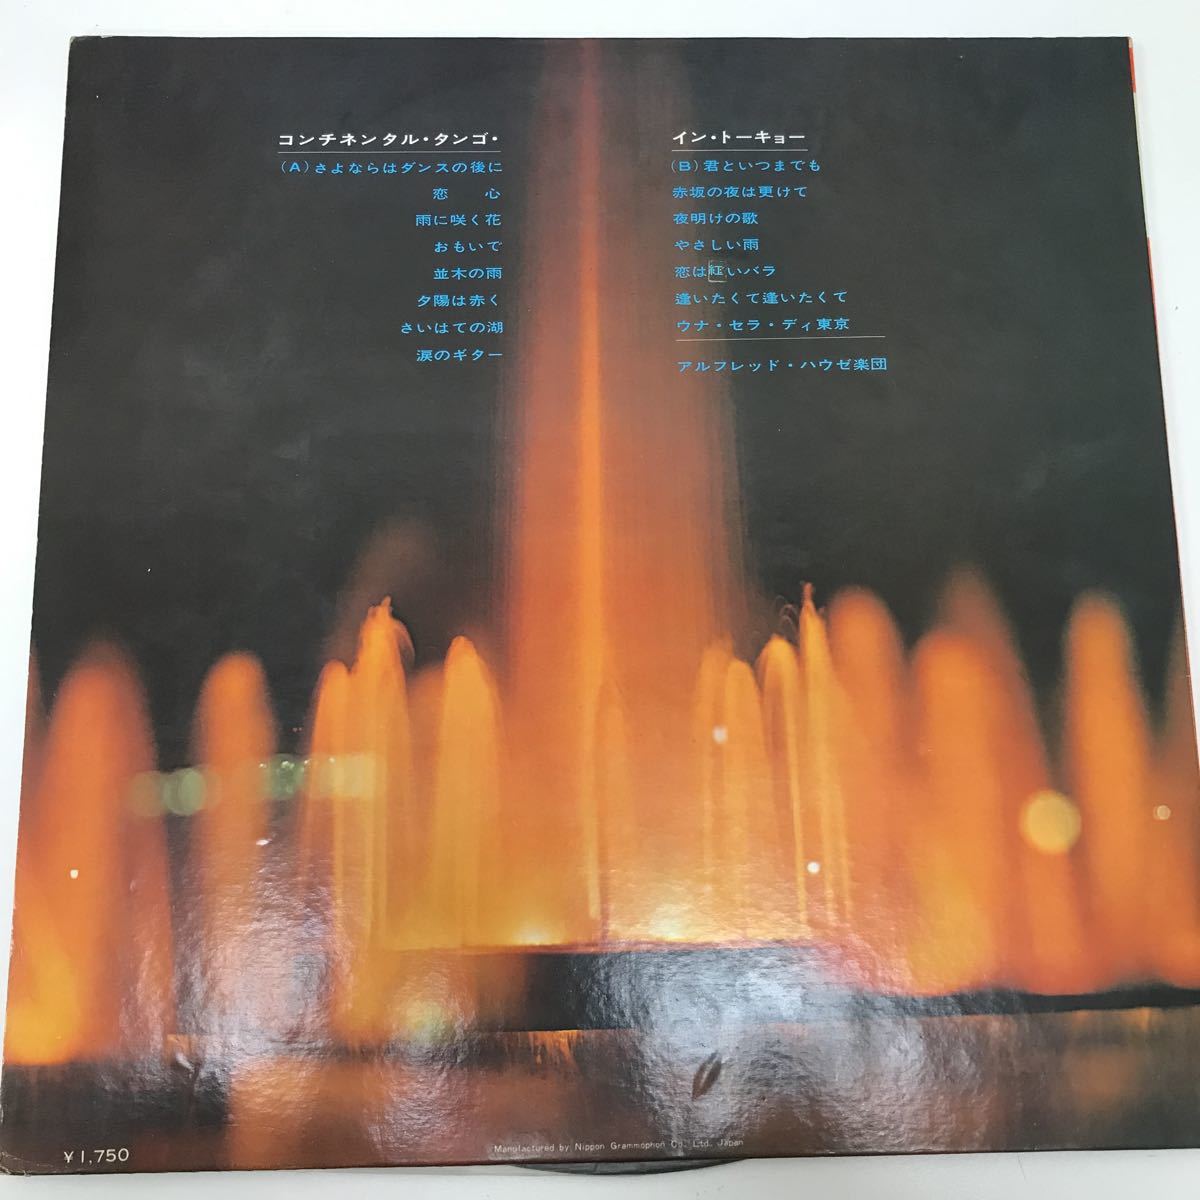 コンチネンタル・タンゴ・
(A)さよならはダンスの後に
恋 心
雨に咲く花
おもいで
並木の雨
夕陽は赤く
さいはての湖
涙のギター
イン・トーキョー
(B)君といつまでも
赤坂の夜は更けて
夜明けの歌
やさしい雨
恋は紅いバラ
逢いたくて逢いたくて
ウナ・セラ・ディ東京
アルフレッド・ハウゼ楽団
¥1,750
Manufactured by Nippon Grammophon Co., Ltd. Japan